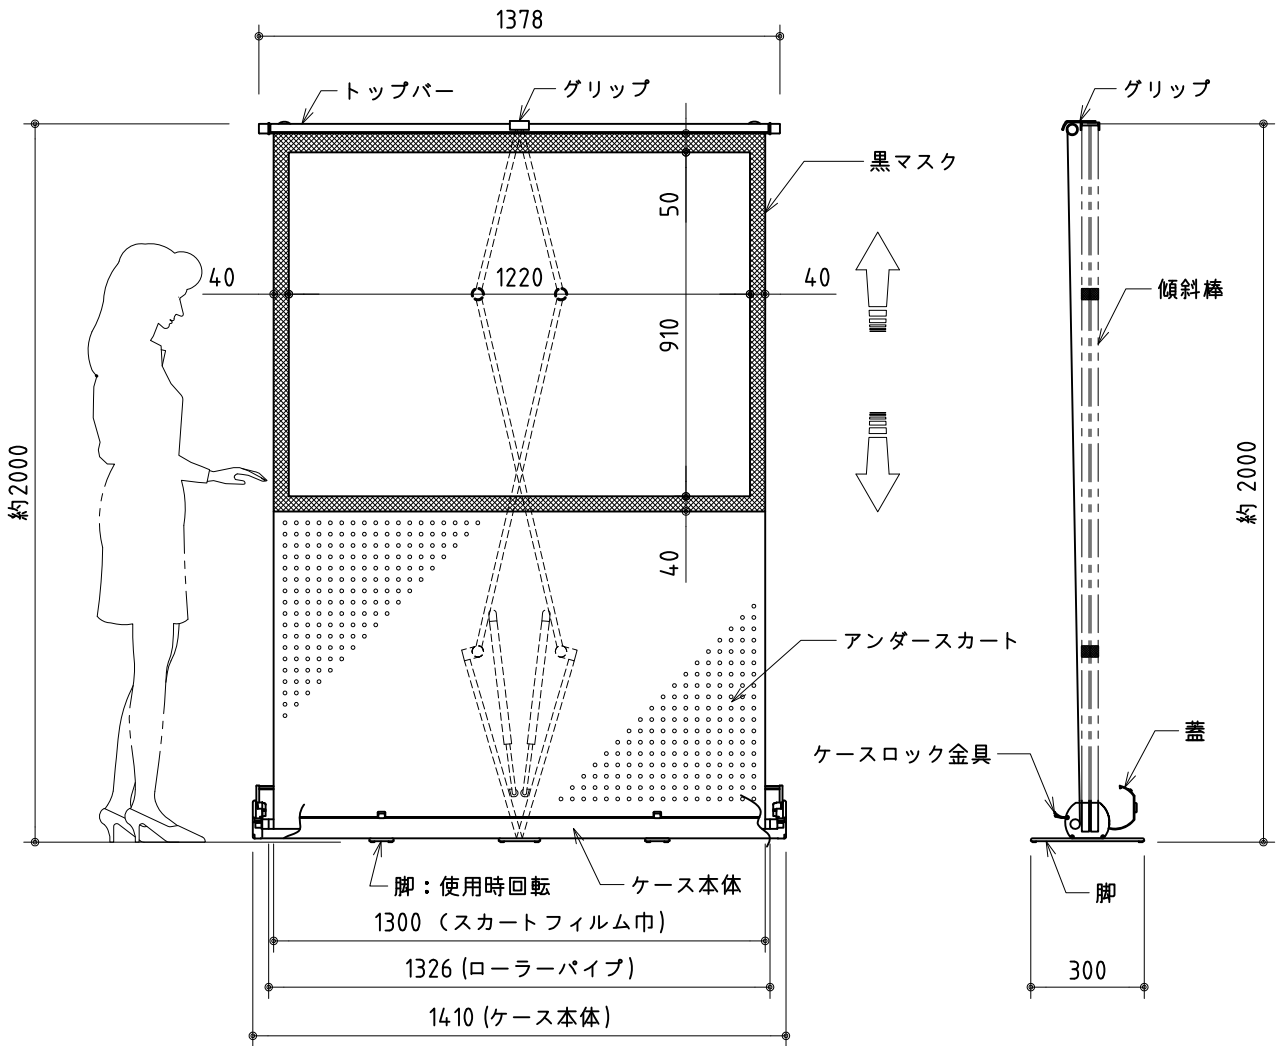 1378
トップバー
グリップ
グリップ
黒マスク
50
40
1220
40
傾斜棒
910
約2000
約 2000
40
アンダースカート
蓋
ケースロック金具
脚：使用時回転
ケース本体
脚
1300 (スカートフィルム巾)
1326 (ローラーパイプ)
300
1410 (ケース本体)